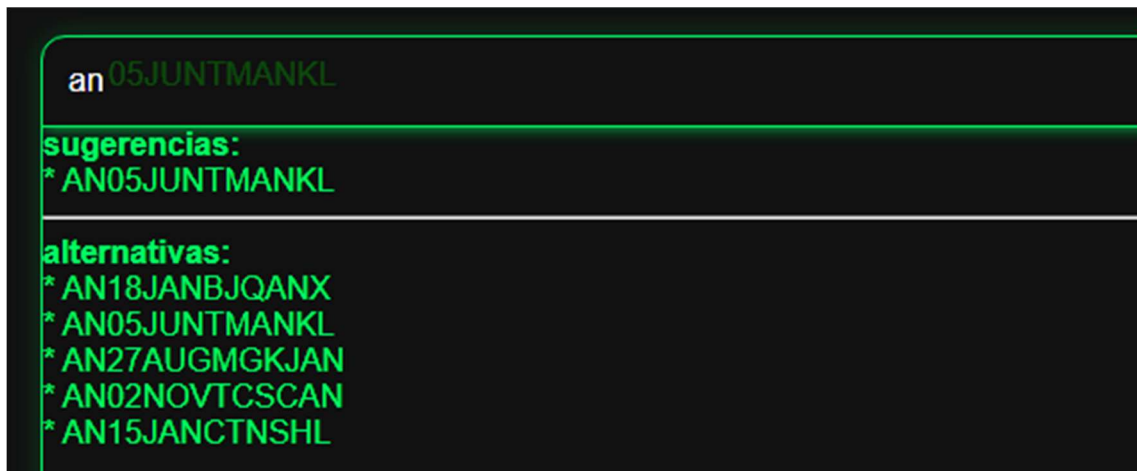 an05JUNTMANKL
sugerencias:
* AN05JUNTMANKL
alternativas:
* AN18JANBJQANX
* AN05JUNTMANKL
* AN27AUGMGKJAN
* AN02NOVTCSCAN
* AN15JANCTNSHL